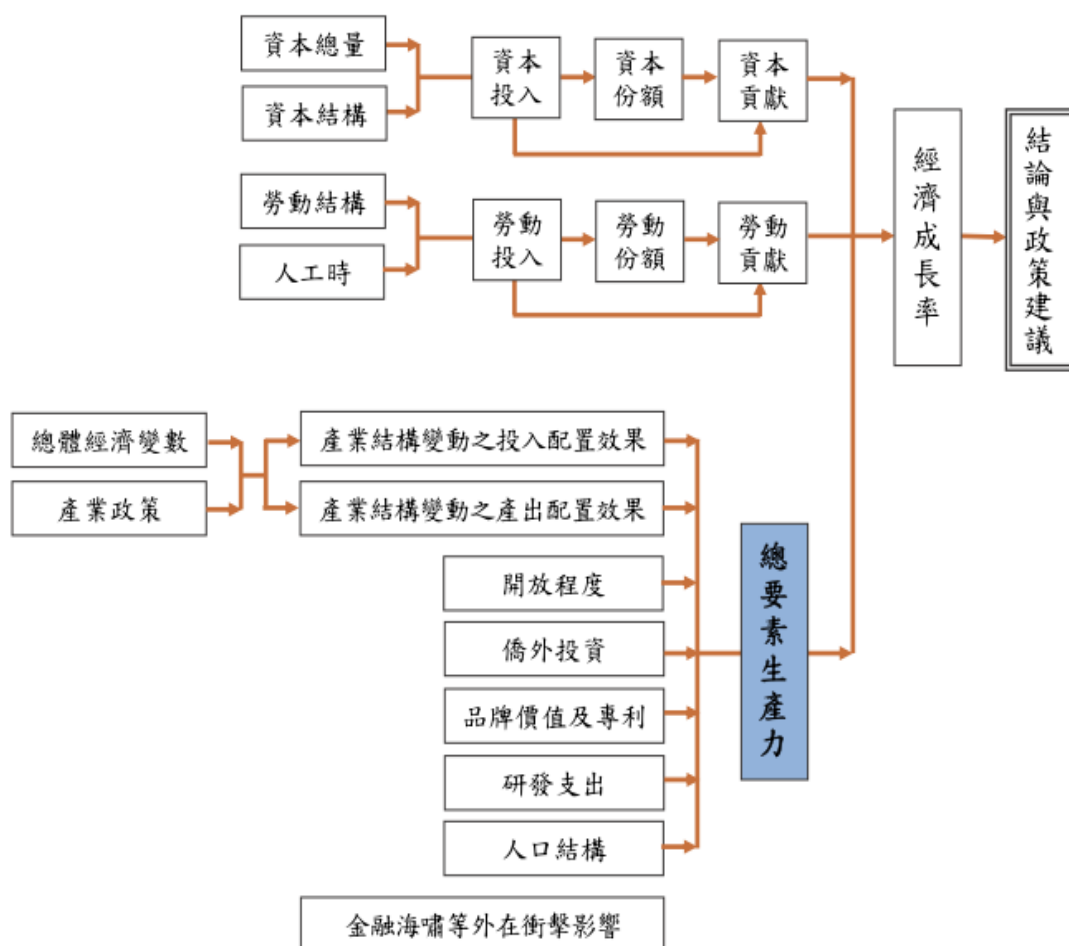 資本總量
資本結構
資本
投入
資本
份額
資本
貢獻
勞動結構
人工時
勞動
投入
勞動
份額
勞動
貢獻
經濟成長率
結論與政策建議
總體經濟變數
產業政策
產業結構變動之投入配置效果
產業結構變動之產出配置效果
開放程度
僑外投資
品牌價值及專利
研發支出
人口結構
總要素生產力
金融海嘯等外在衝擊影響